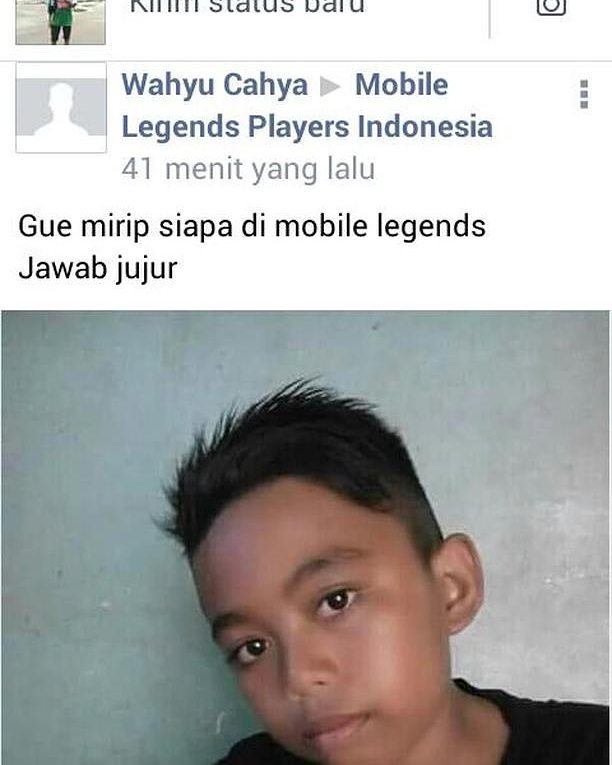 Kirim status baru
Wahyu Cahya ▶ Mobile
Legends Players Indonesia
41 menit yang lalu
Gue mirip siapa di mobile legends
Jawab jujur